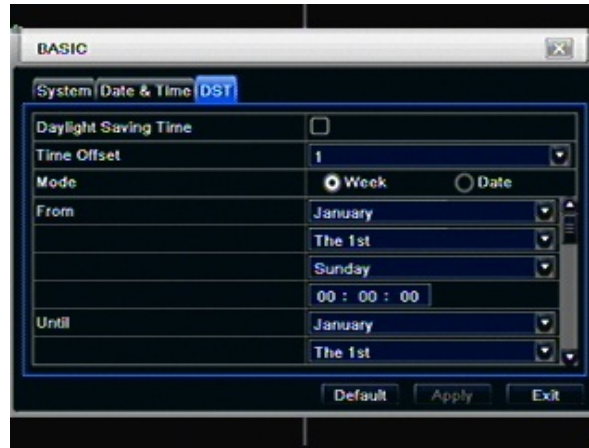 BASIC
System Date & Time DST
Daylight Saving Time
Time Offset 1
Mode Week Date
From January
The 1st
Sunday
00 : 00 : 00
Until January
The 1st
Default Apply Exit